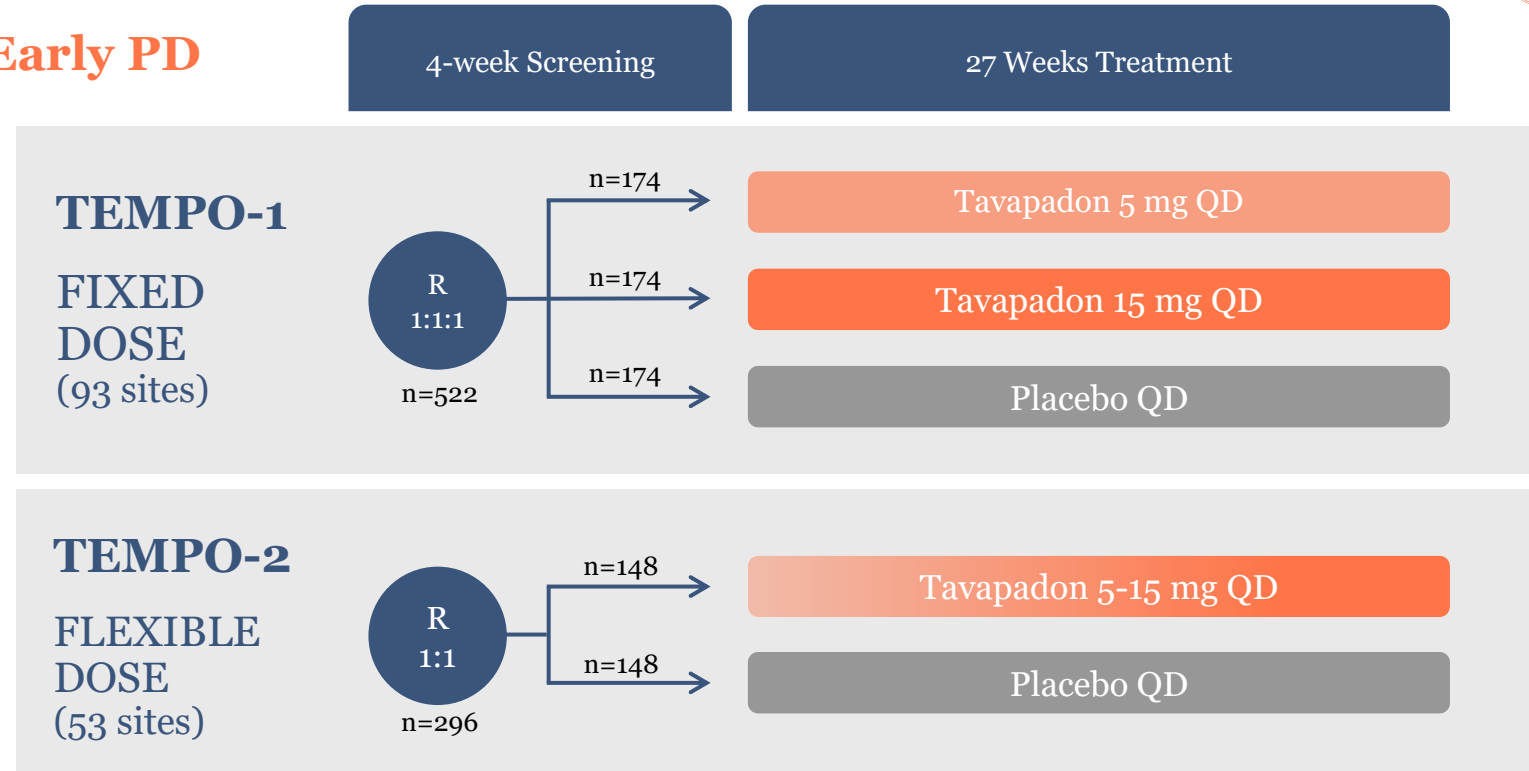 Early PD
4-week Screening
27 Weeks Treatment
TEMPO-1
FIXED
DOSE
(93 sites)
R
1:1:1
n=522
n=174
Tavapadon 5 mg QD
n=174
Tavapadon 15 mg QD
n=174
Placebo QD
TEMPO-2
FLEXIBLE
DOSE
(53 sites)
R
1:1
n=296
n=148
Tavapadon 5-15 mg QD
n=148
Placebo QD